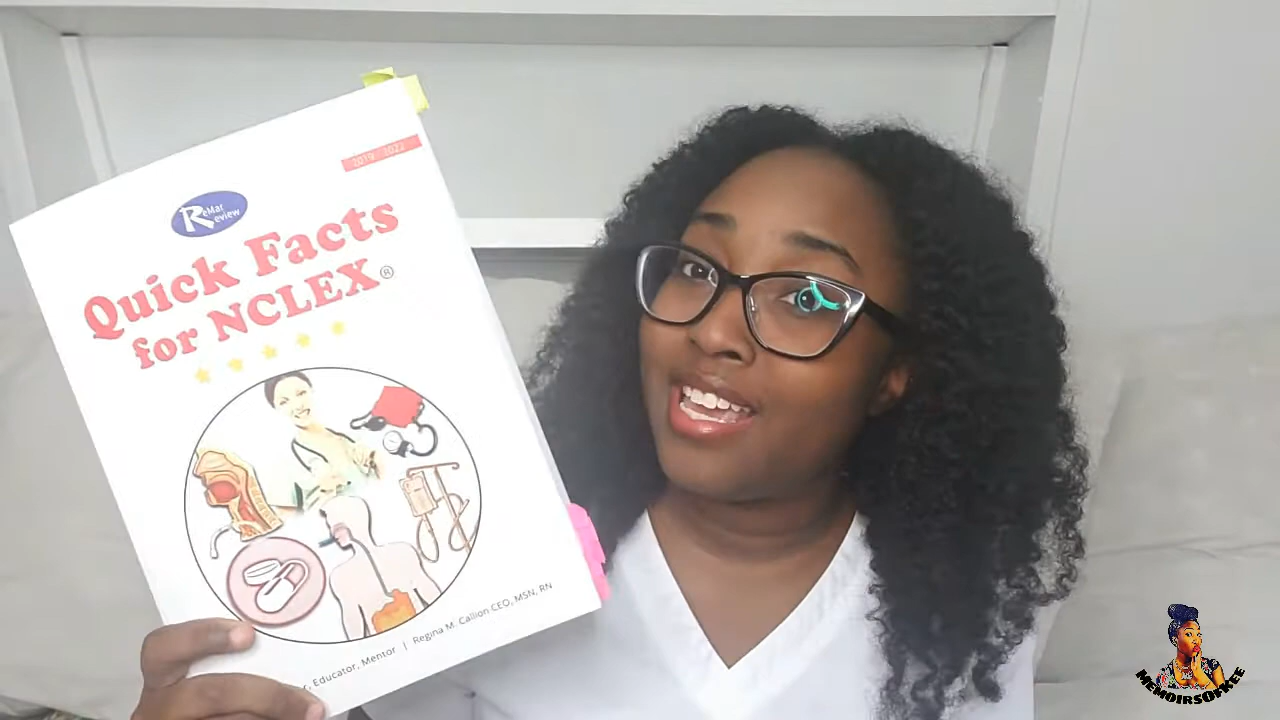 2019 - 2022
ReMar
Review
Quick Facts
for NCLEX®
Educator, Mentor | Regina M. Callion CEO, MSN, RN
MEMOIRSOFKEE